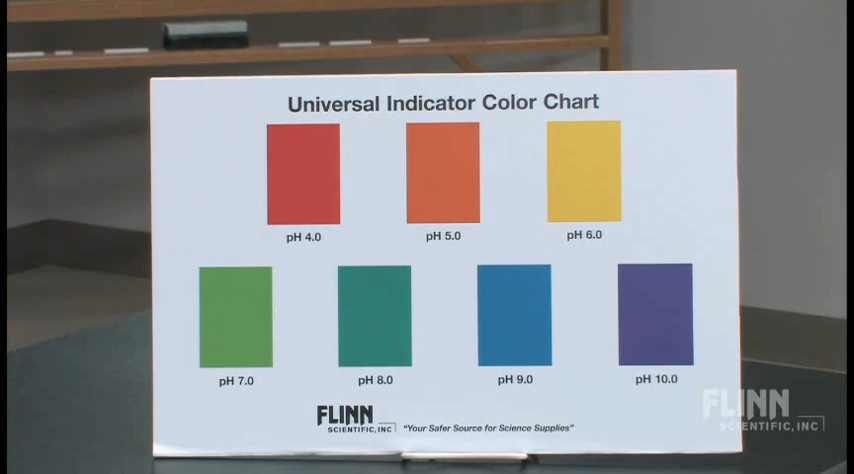 Universal Indicator Color Chart
pH 4.0
pH 5.0
pH 6.0
pH 7.0
pH 8.0
pH 9.0
pH 10.0
FLINN
SCIENTIFIC, INC
"Your Safer Source for Science Supplies"
FLINN
SCIENTIFIC, INC